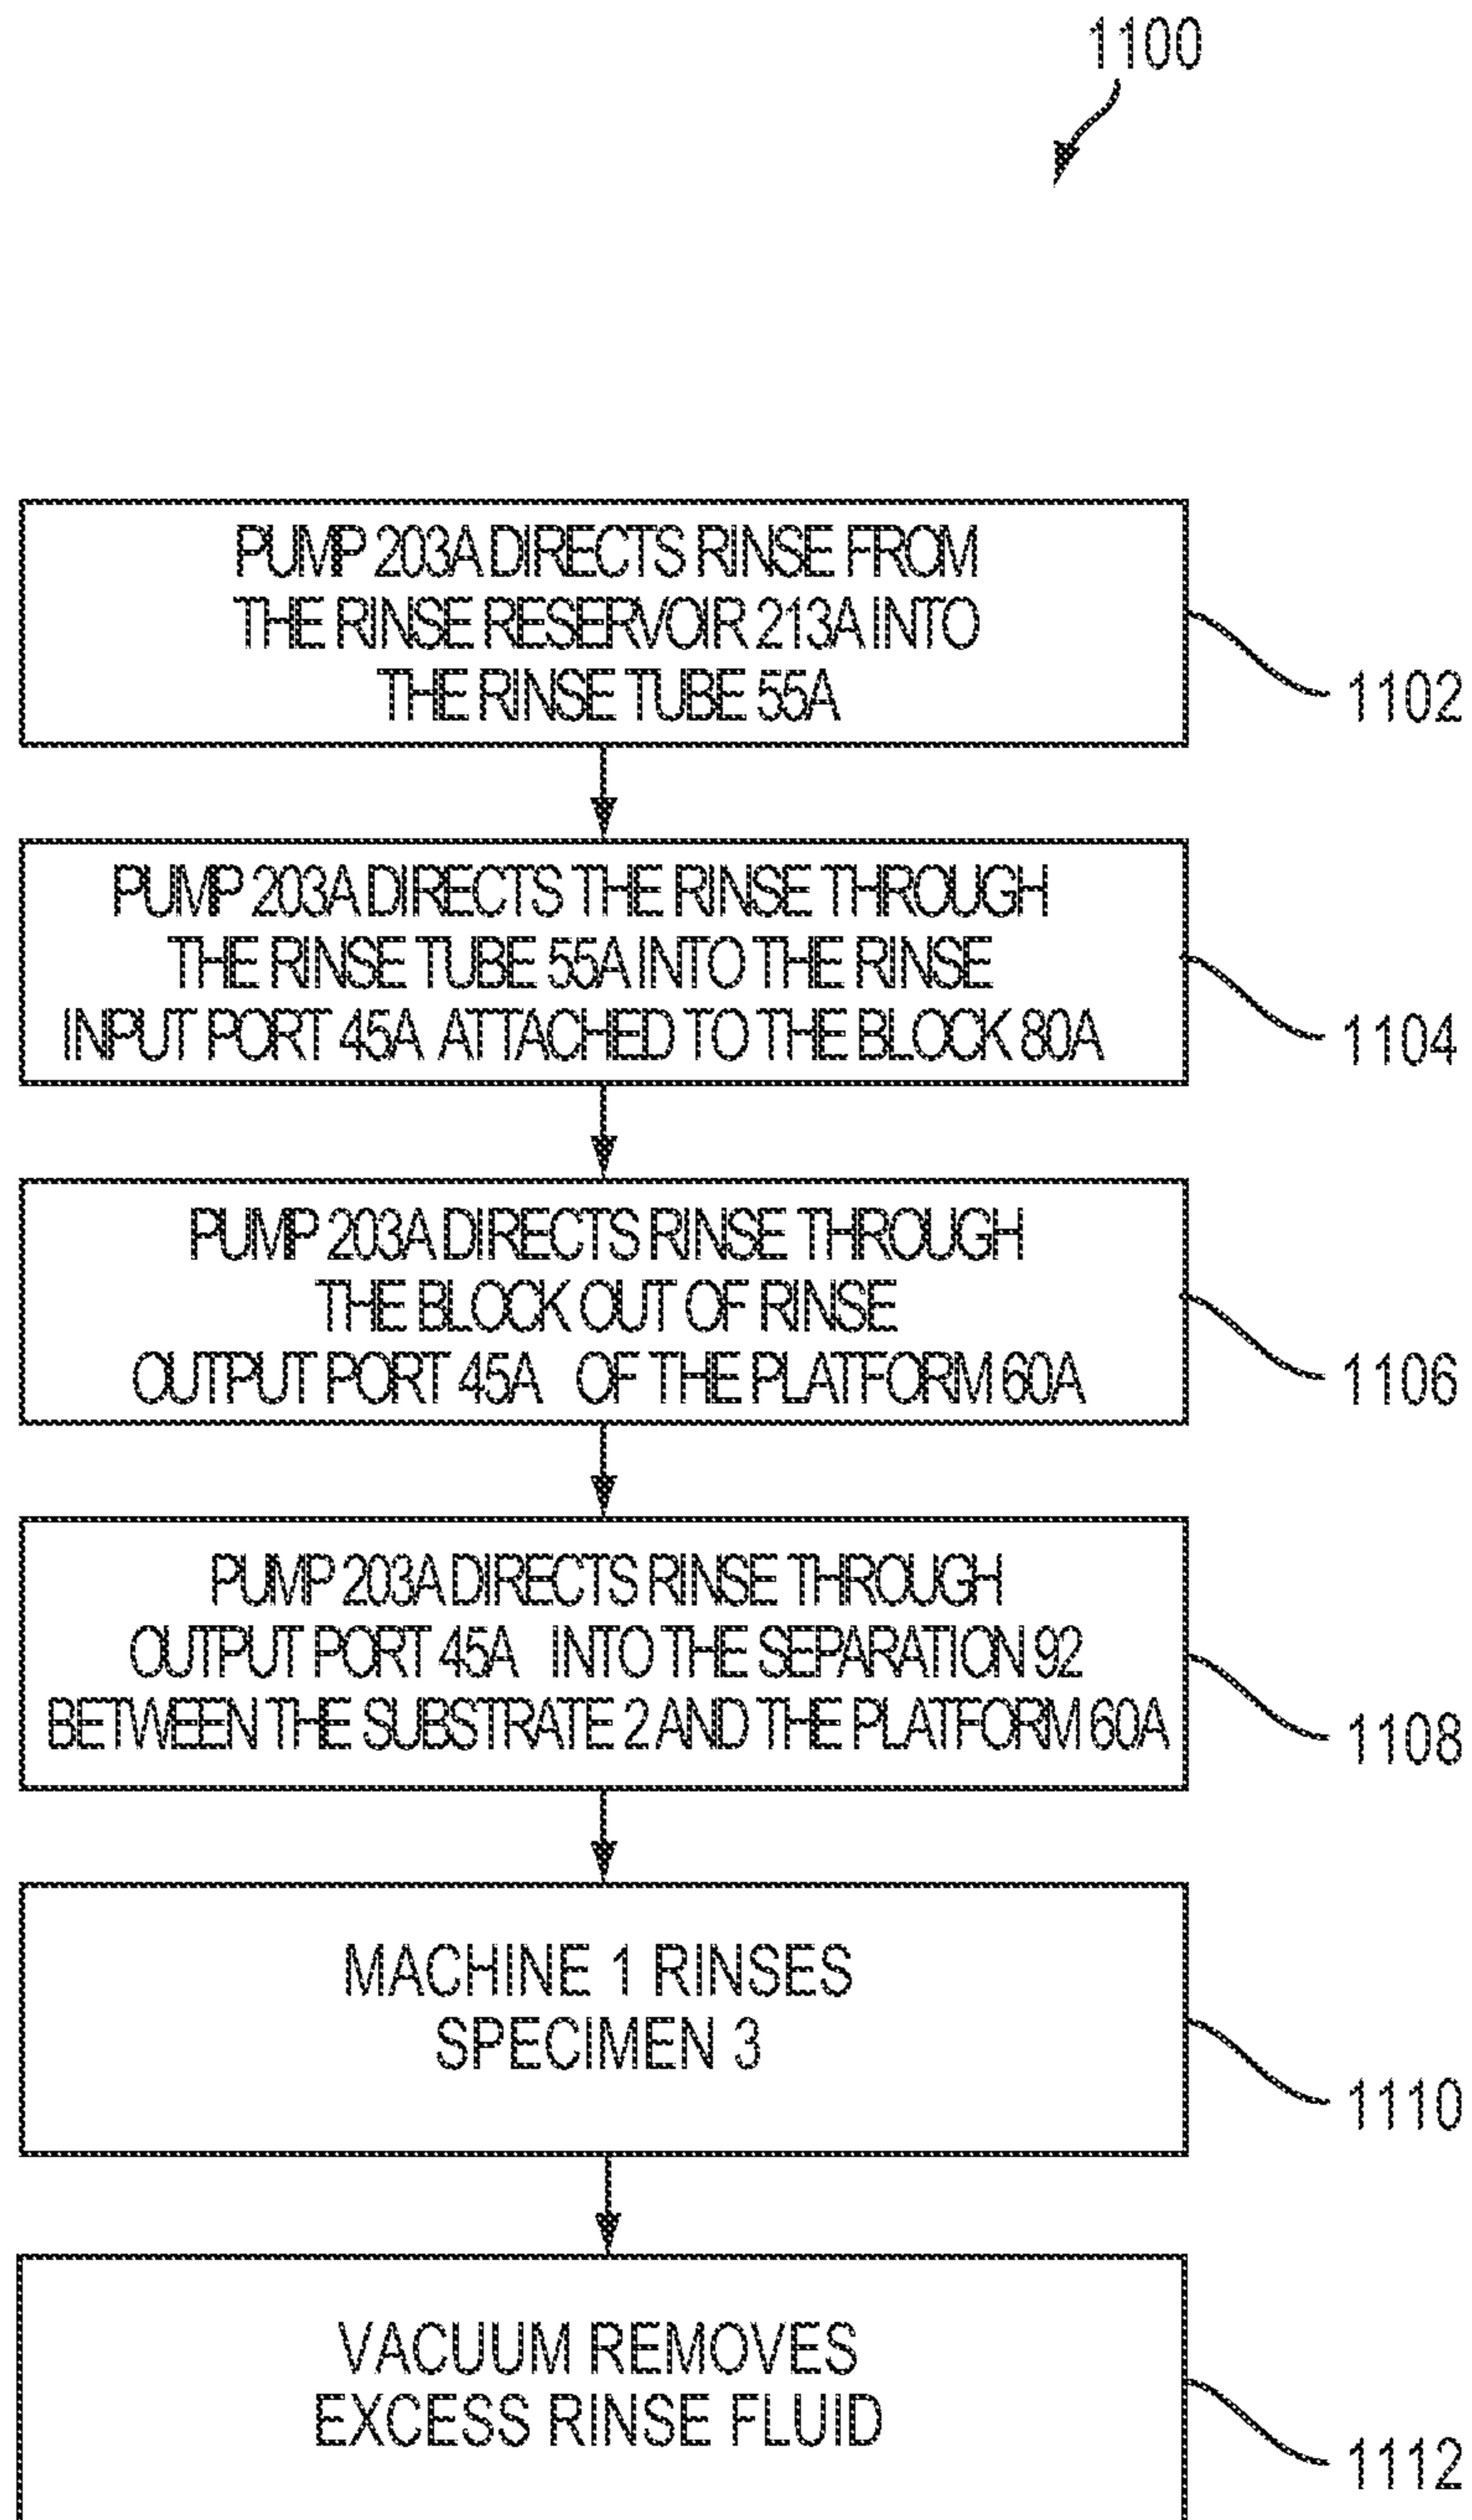 1100
PUMP 203A DIRECTS RINSE FROM
THE RINSE RESERVOIR 213A INTO
THE RINSE TUBE 55A
1102
PUMP 203A DIRECTS THE RINSE THROUGH
THE RINSE TUBE 55A INTO THE RINSE
INPUT PORT 45A ATTACHED TO THE BLOCK 80A
1104
PUMP 203A DIRECTS RINSE THROUGH
THE BLOCK OUT OF RINSE
OUTPUT PORT 45A OF THE PLATFORM 60A
1106
PUMP 203A DIRECTS RINSE THROUGH
OUTPUT PORT 45A INTO THE SEPARATION 92
BETWEEN THE SUBSTRATE 2 AND THE PLATFORM 60A
1108
MACHINE 1 RINSES
SPECIMEN 3
1110
VACUUM REMOVES
EXCESS RINSE FLUID
1112